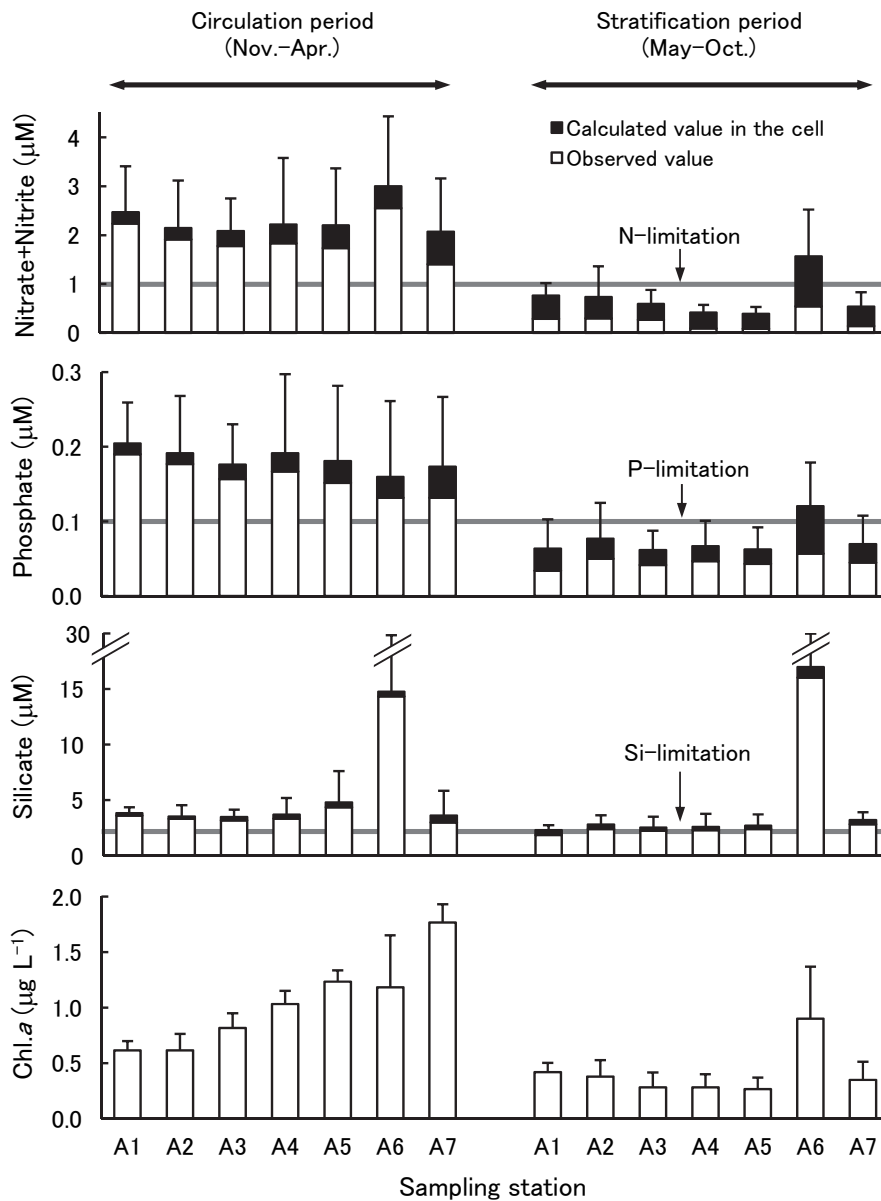 Circulation period
(Nov.-Apr.)
Stratification period
(May-Oct.)
Nitrate+Nitrite (μM)
4
3
2
1
0
■Calculated value in the cell
□Observed value
N-limitation
Phosphate (μM)
0.3
0.2
0.1
0.0
P-limitation
Silicate (μM)
30
15
10
5
0
Si-limitation
Chl.a (μg L⁻¹)
2.0
1.5
1.0
0.5
0.0
A1 A2 A3 A4 A5 A6 A7 A1 A2 A3 A4 A5 A6 A7
Sampling station